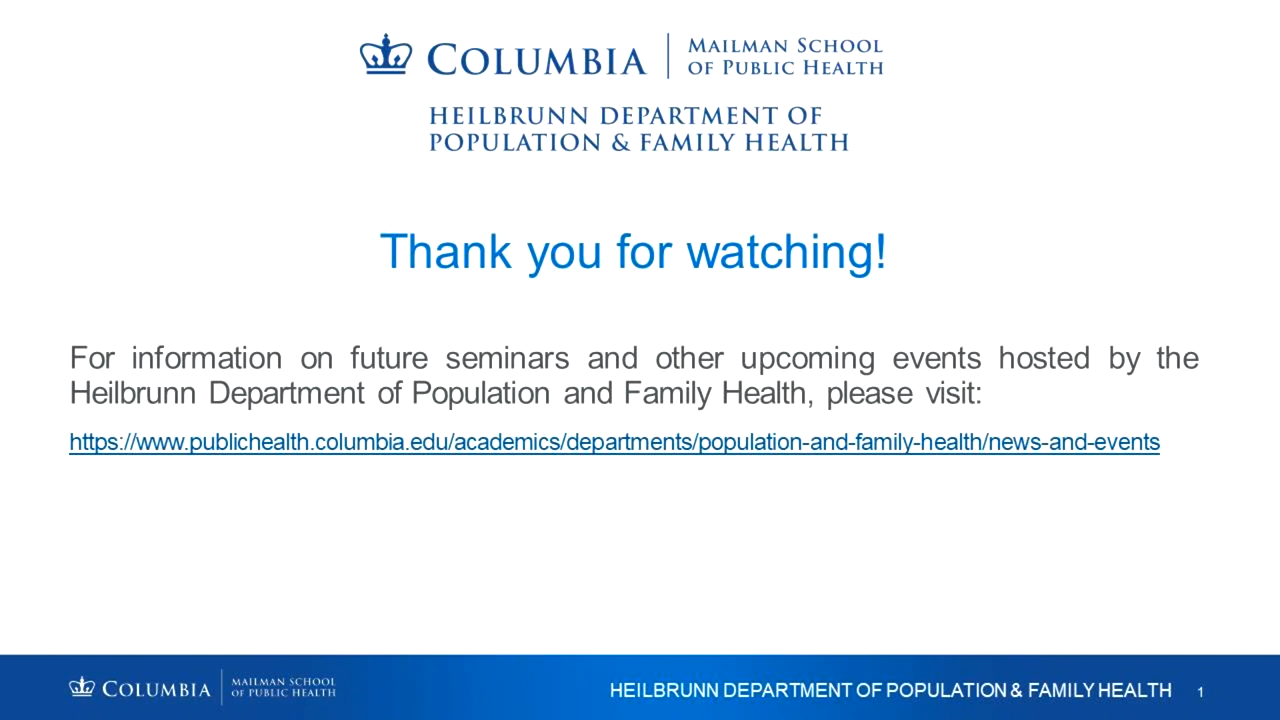 COLUMBIA
MAILMAN SCHOOL
OF PUBLIC HEALTH
HEILBRUNN DEPARTMENT OF
POPULATION & FAMILY HEALTH
Thank you for watching!
For information on future seminars and other upcoming events hosted by the
Heilbrunn Department of Population and Family Health, please visit:
https://www.publichealth.columbia.edu/academics/departments/population-and-family-health/news-and-events
COLUMBIA
MAILMAN SCHOOL
OF PUBLIC HEALTH
HEILBRUNN DEPARTMENT OF POPULATION & FAMILY HEALTH
1